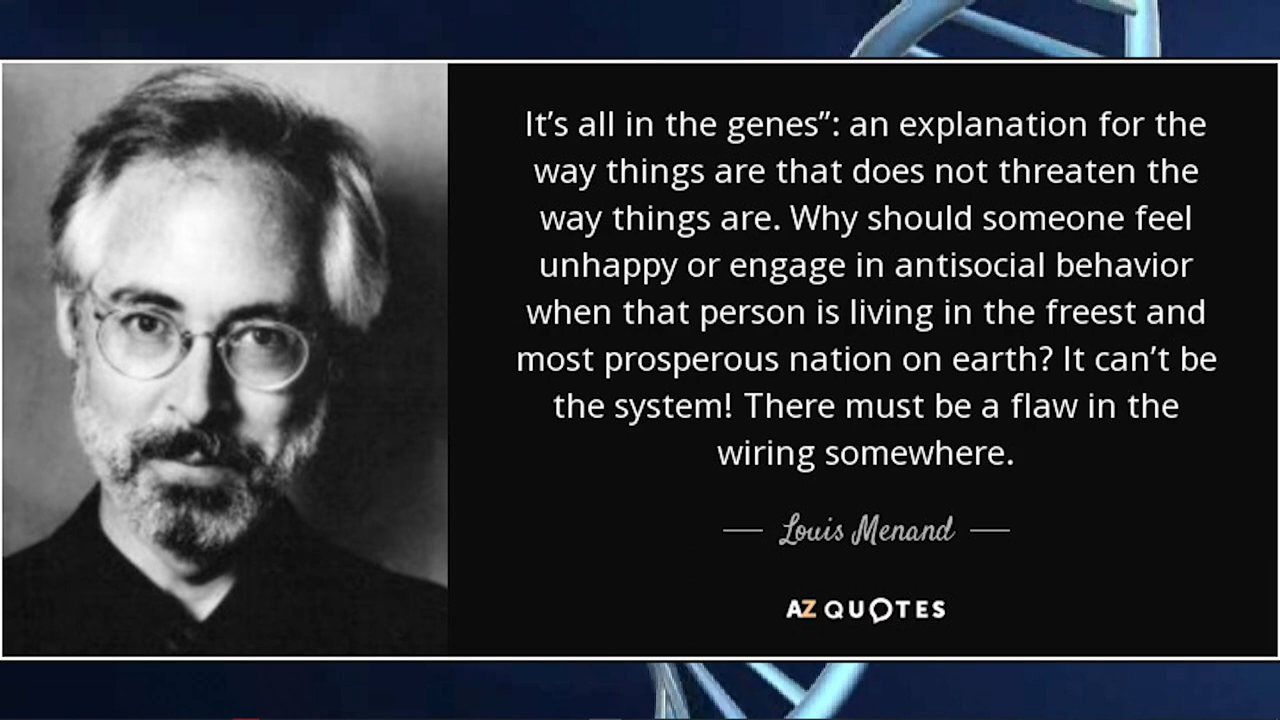 It’s all in the genes”: an explanation for the
way things are that does not threaten the
way things are. Why should someone feel
unhappy or engage in antisocial behavior
when that person is living in the freest and
most prosperous nation on earth? It can’t be
the system! There must be a flaw in the
wiring somewhere.
Louis Menand
AZ QUOTES